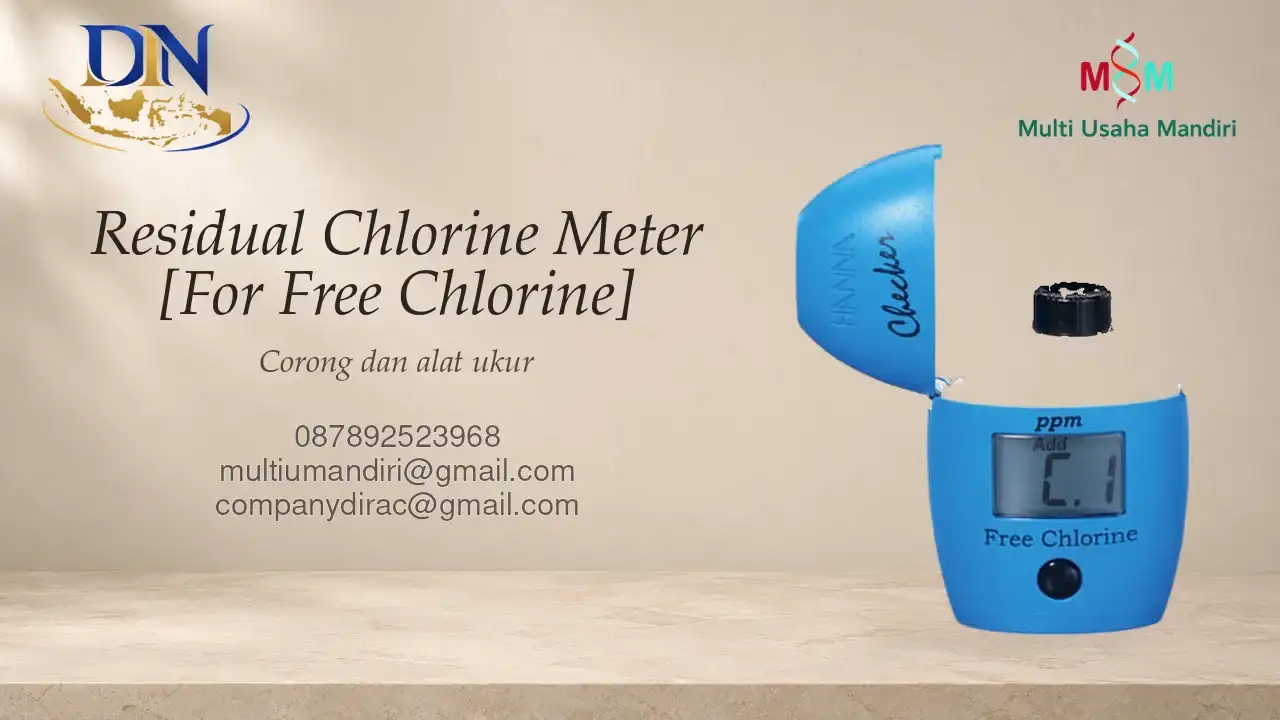 DIN
MSM
Multi Usaha Mandiri
Residual Chlorine Meter
[For Free Chlorine]
Corong dan alat ukur
087892523968
multiumandiri@gmail.com
companydirac@gmail.com
HANNA
Checker
ppm
Add
C.1
Free Chlorine